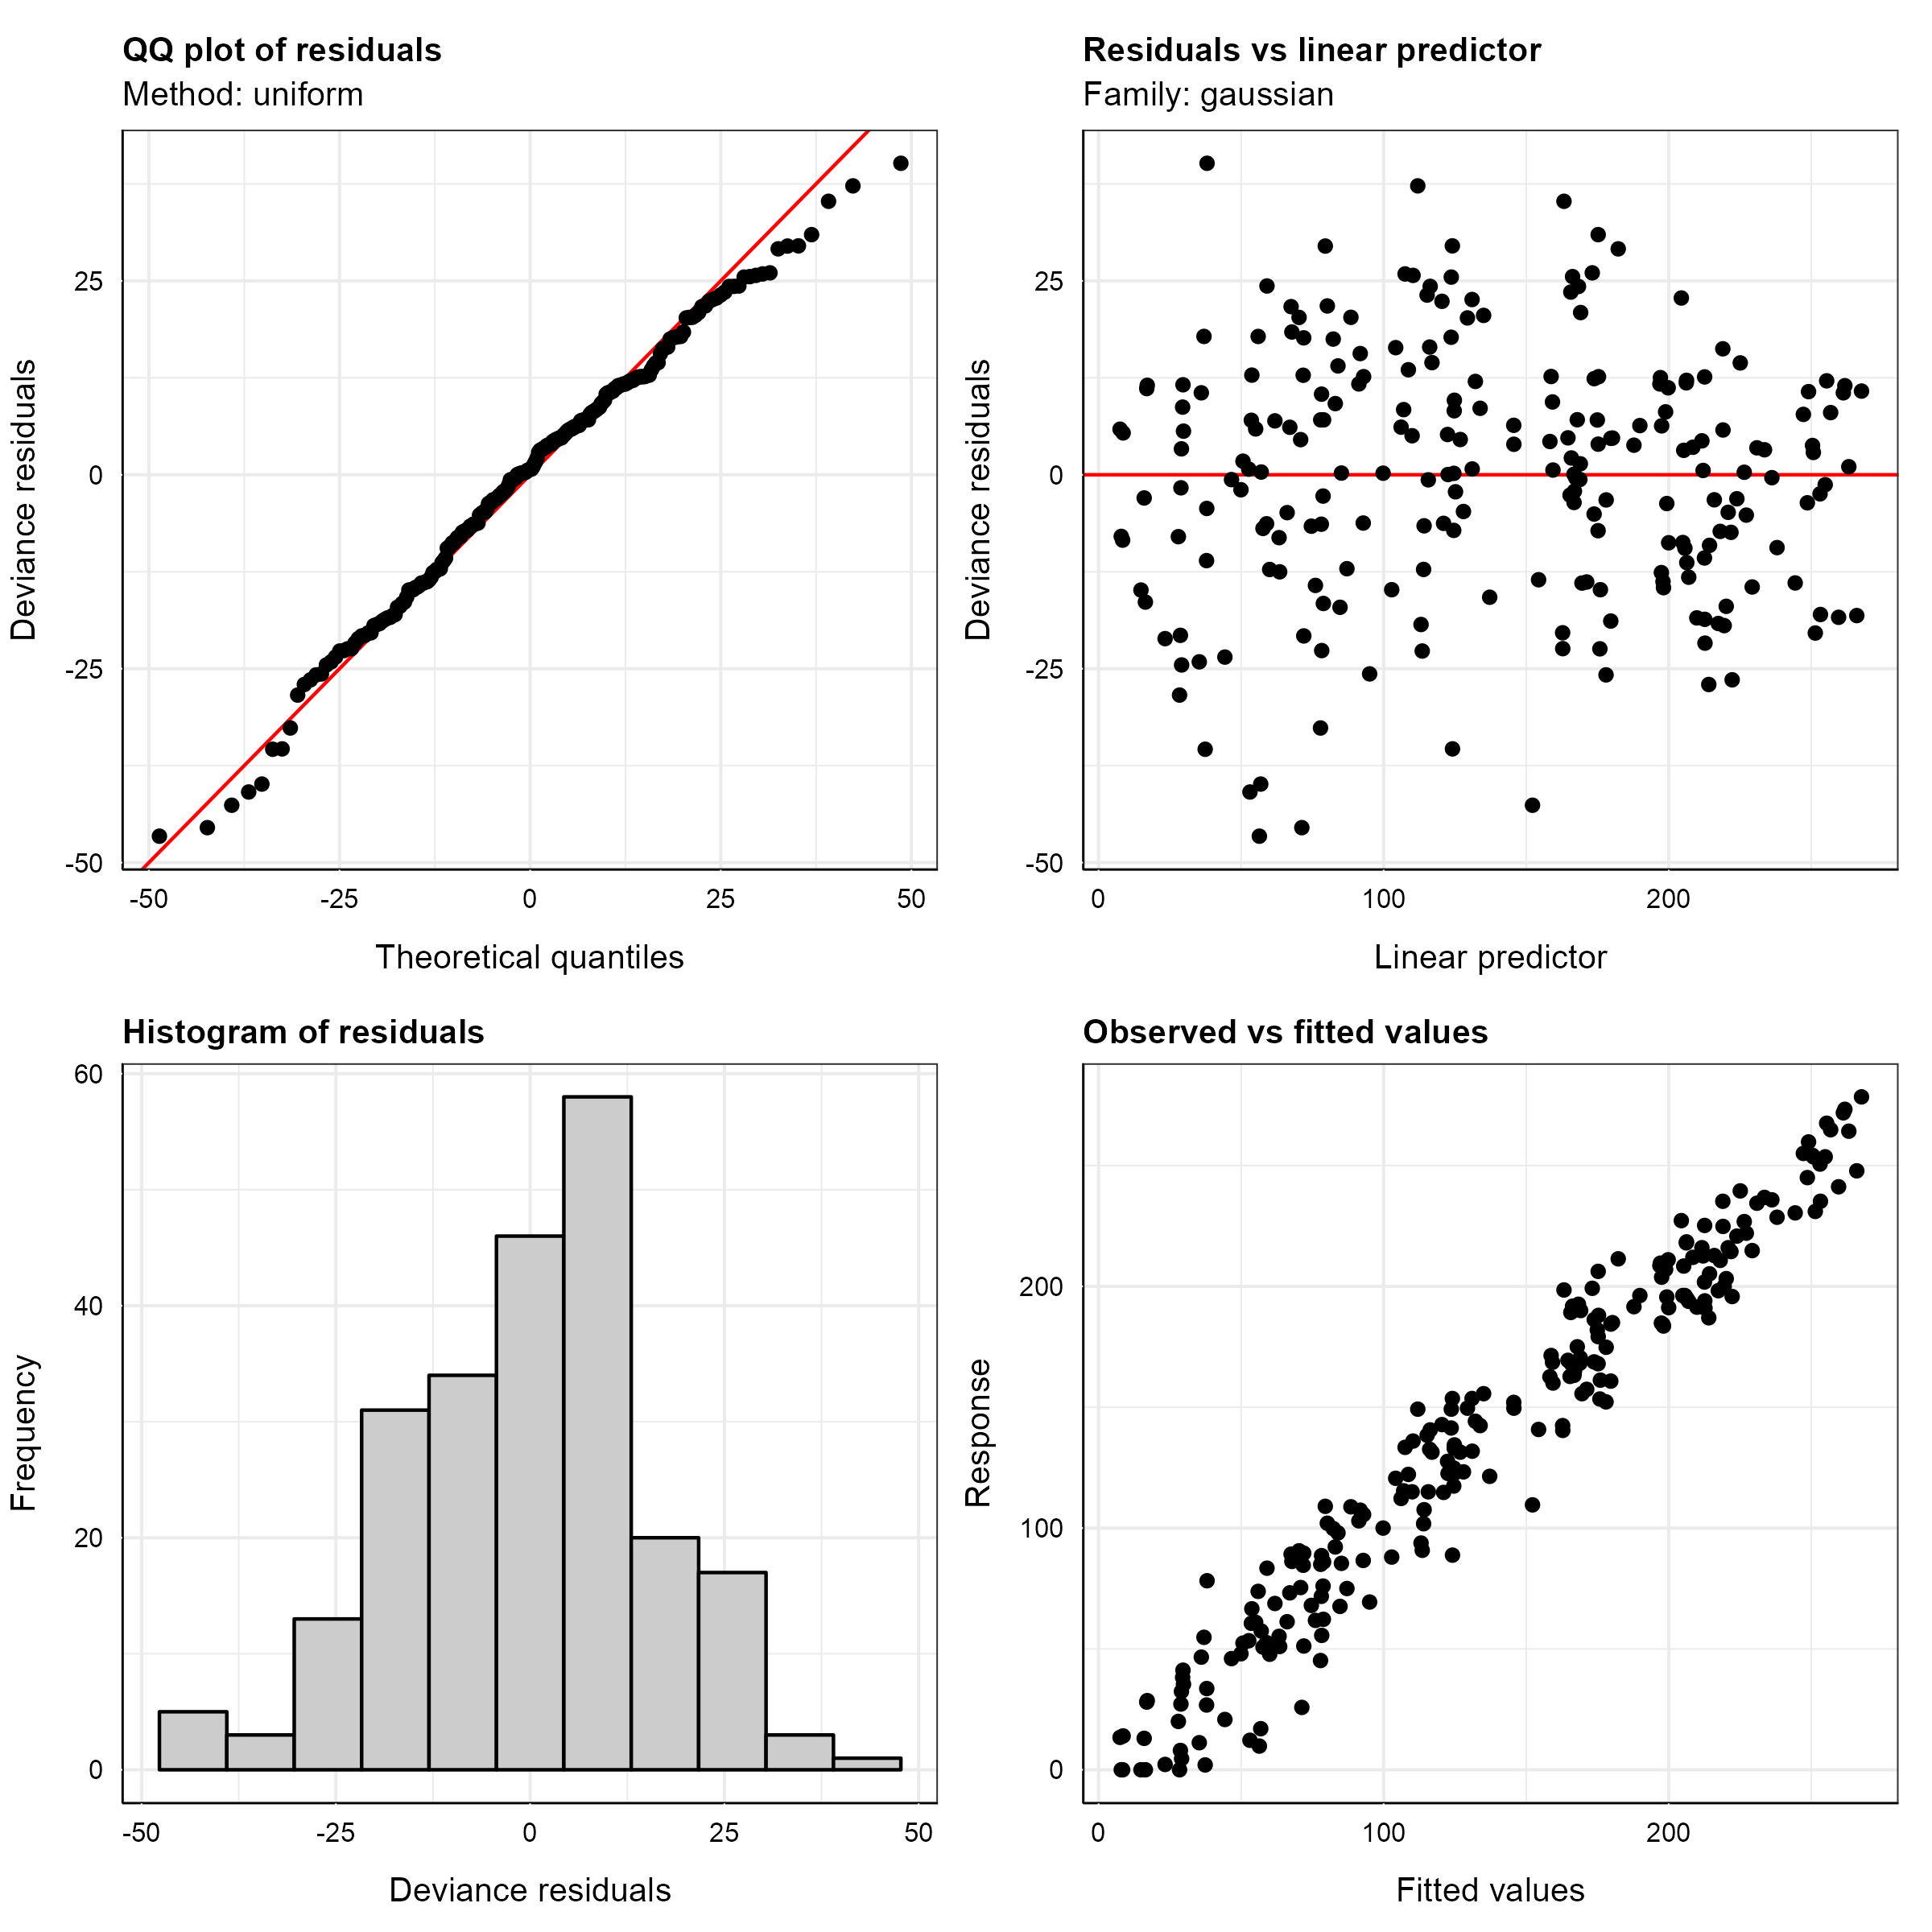 QQ plot of residuals
Method: uniform
Deviance residuals
25
0
-25
-50
-50 -25 0 25 50
Theoretical quantiles
Residuals vs linear predictor
Family: gaussian
Deviance residuals
25
0
-25
-50
0 100 200
Linear predictor
Histogram of residuals
Frequency
60
40
20
0
-50 -25 0 25 50
Deviance residuals
Observed vs fitted values
Response
200
100
0
0 100 200
Fitted values